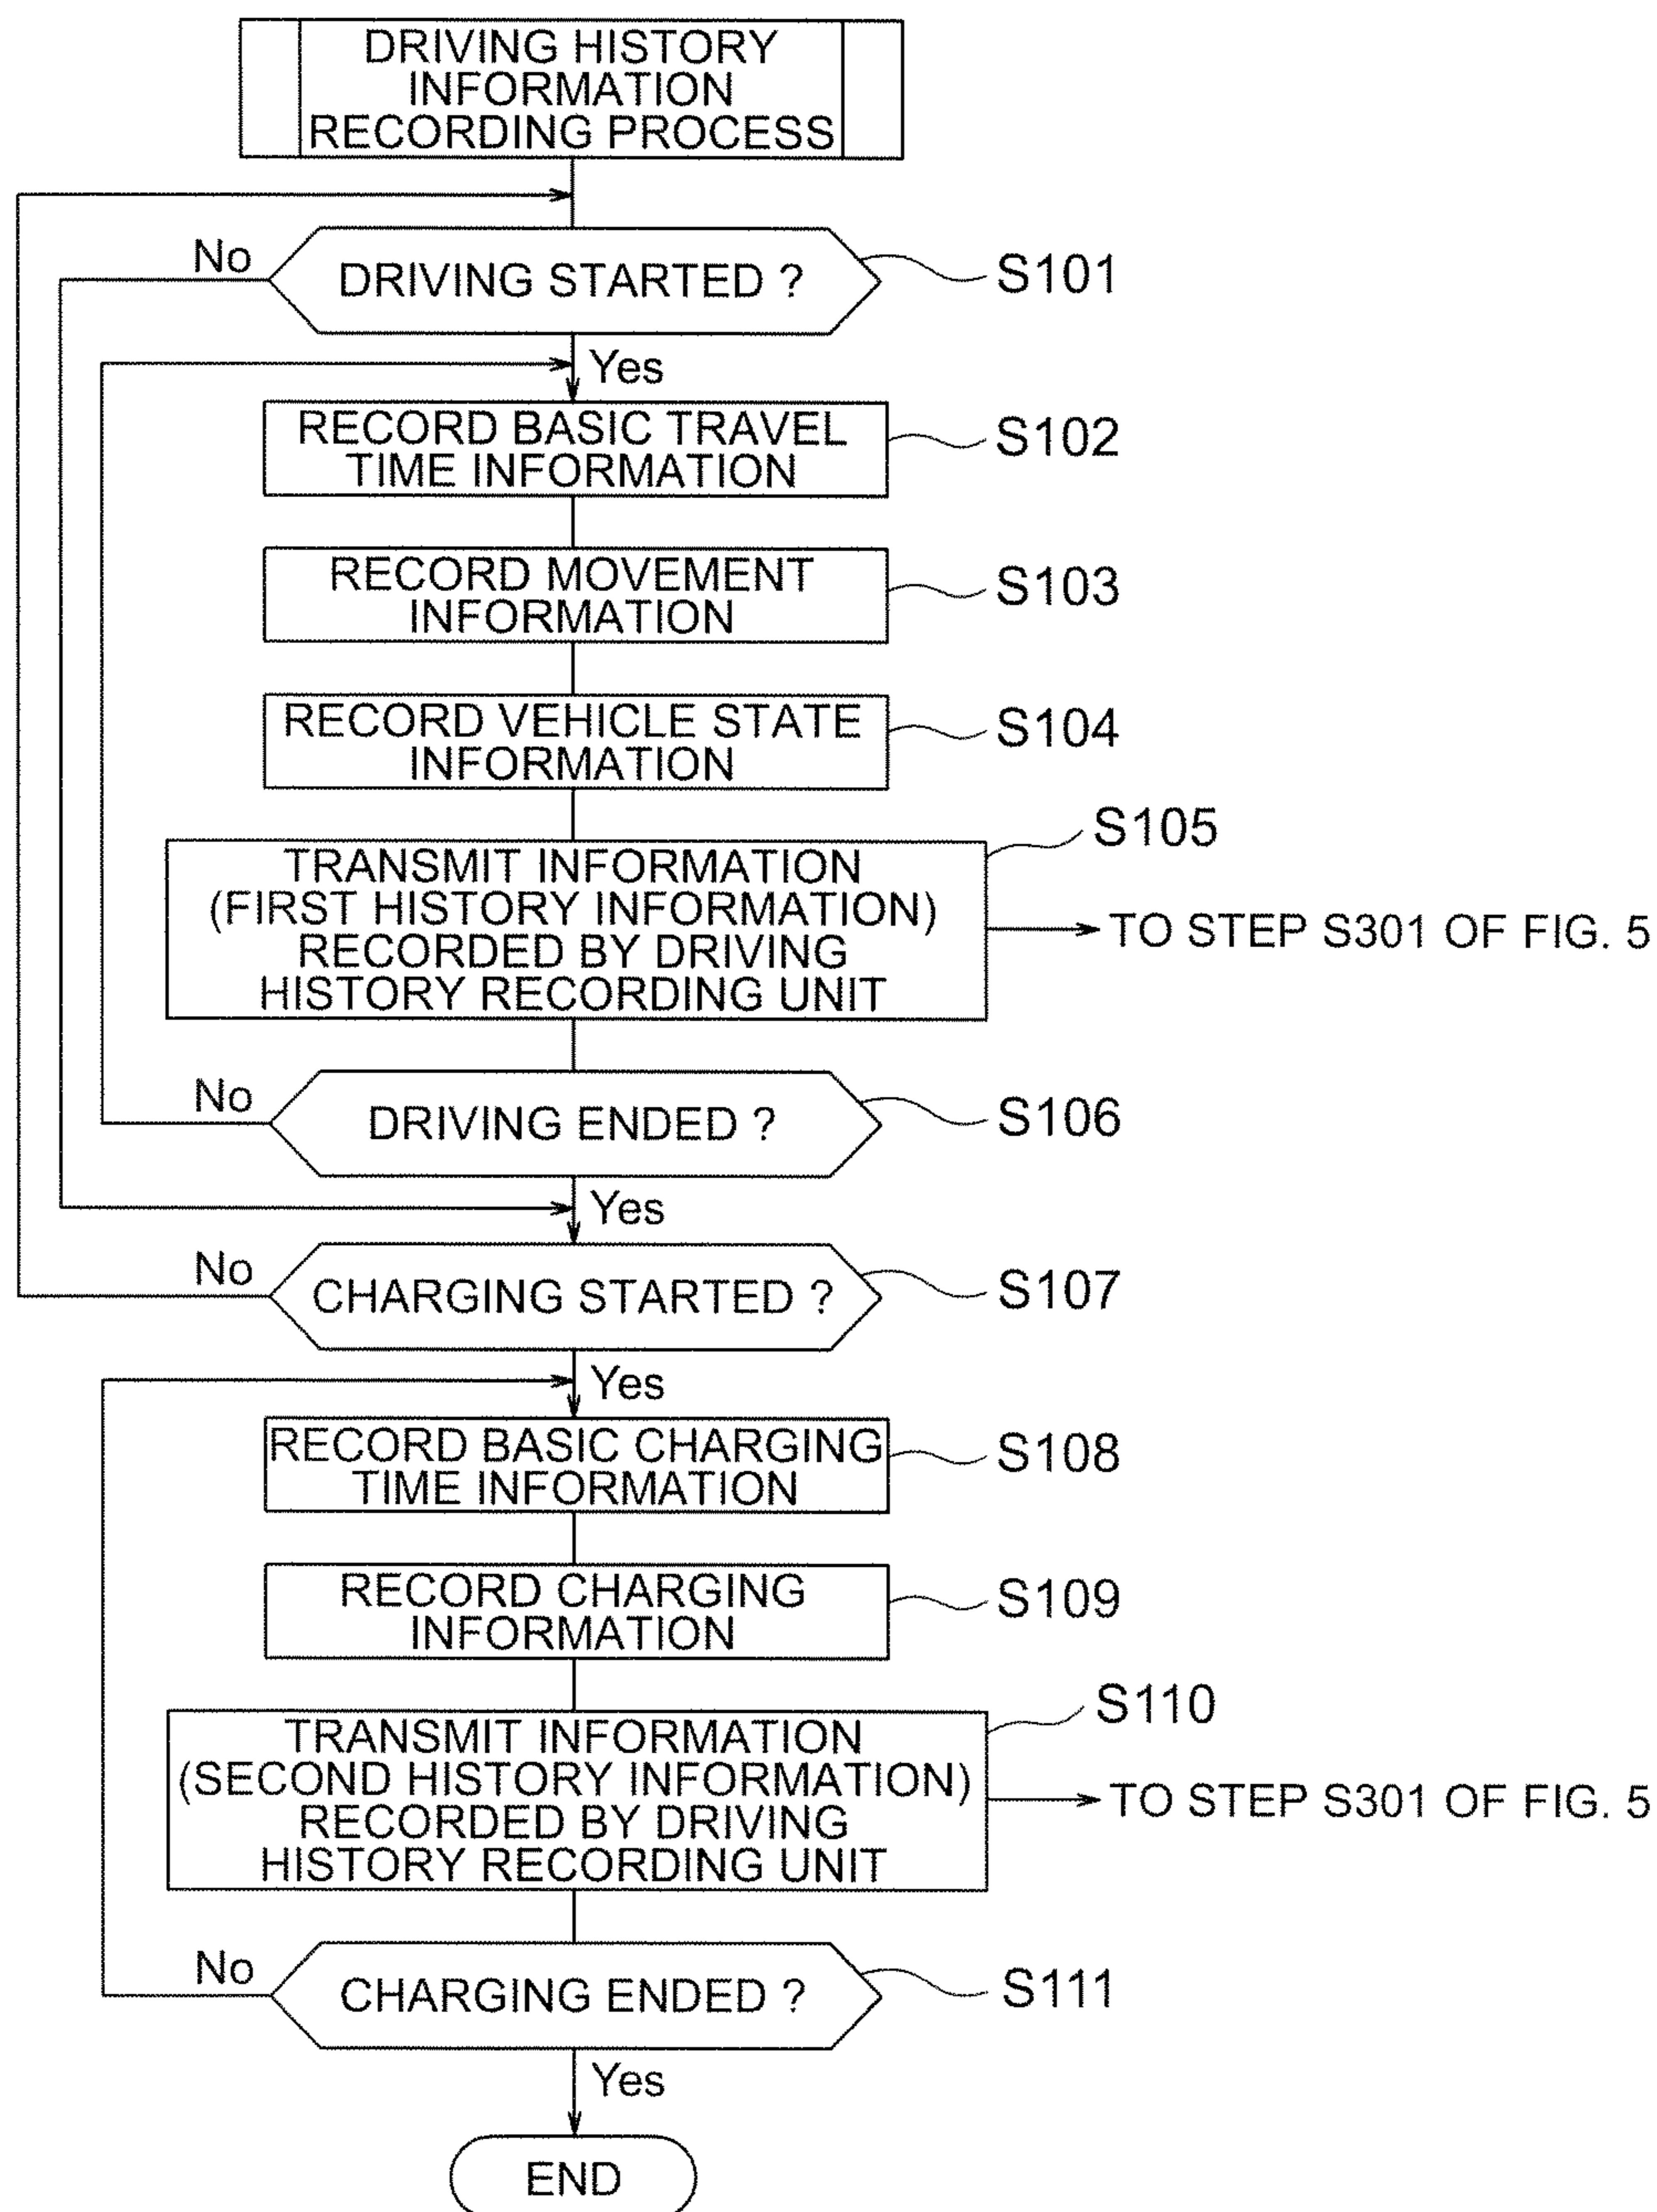 DRIVING HISTORY
INFORMATION
RECORDING PROCESS
No
DRIVING STARTED ?
S101
Yes
RECORD BASIC TRAVEL
TIME INFORMATION
S102
RECORD MOVEMENT
INFORMATION
S103
RECORD VEHICLE STATE
INFORMATION
S104
S105
TRANSMIT INFORMATION
(FIRST HISTORY INFORMATION)
RECORDED BY DRIVING
HISTORY RECORDING UNIT
TO STEP S301 OF FIG. 5
No
DRIVING ENDED ?
S106
Yes
No
CHARGING STARTED ?
S107
Yes
RECORD BASIC CHARGING
TIME INFORMATION
S108
RECORD CHARGING
INFORMATION
S109
S110
TRANSMIT INFORMATION
(SECOND HISTORY INFORMATION)
RECORDED BY DRIVING
HISTORY RECORDING UNIT
TO STEP S301 OF FIG. 5
No
CHARGING ENDED ?
S111
Yes
END